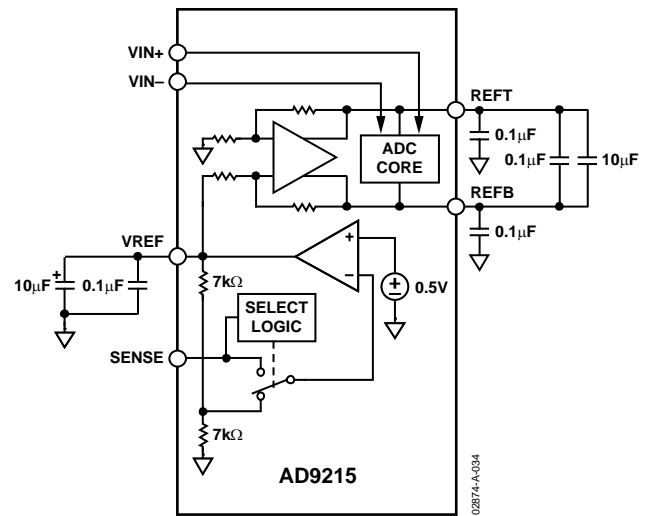 VIN+
VIN–
REFT
0.1µF
ADC
CORE
0.1µF
10µF
REFB
0.1µF
VREF
10µF
+
0.1µF
7kΩ
+
–
+
–
0.5V
SELECT
LOGIC
SENSE
7kΩ
AD9215
02874-A-034